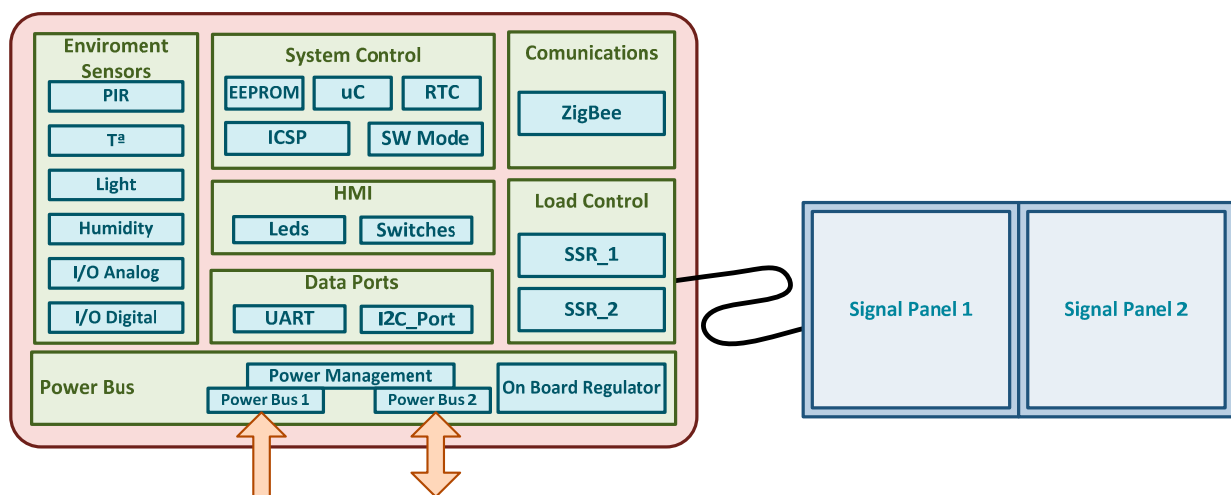 Enviroment
Sensors
PIR
Tª
Light
Humidity
I/O Analog
I/O Digital
System Control
EEPROM
uC
RTC
ICSP
SW Mode
HMI
Leds
Switches
Data Ports
UART
I2C_Port
Comunications
ZigBee
Load Control
SSR_1
SSR_2
Power Bus
Power Management
Power Bus 1
Power Bus 2
On Board Regulator
Signal Panel 1
Signal Panel 2